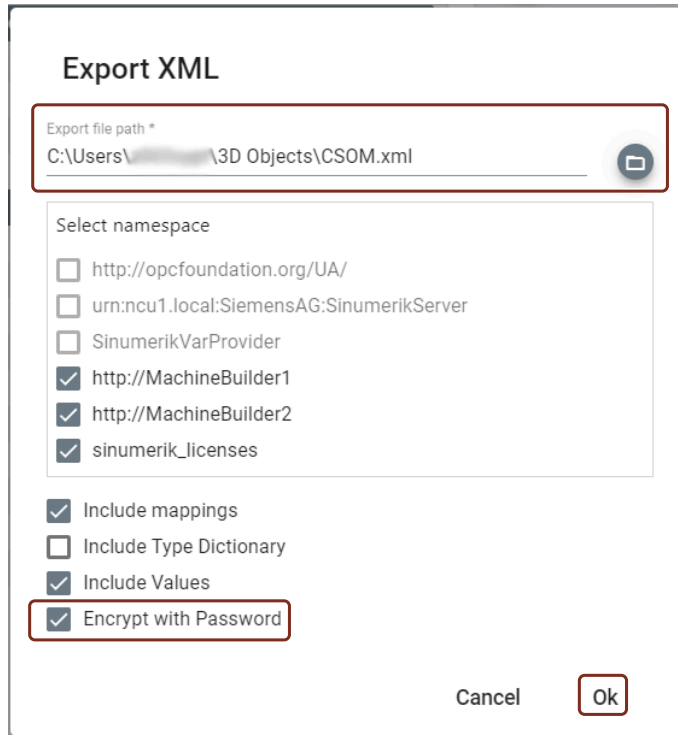 Export XML
Export file path *
C:\Users\ \3D Objects\CSOM.xml
Select namespace
http://opcfoundation.org/UA/
urn:ncu1.local:SiemensAG:SinumerikServer
SinumerikVarProvider
http://MachineBuilder1
http://MachineBuilder2
sinumerik_licenses
Include mappings
Include Type Dictionary
Include Values
Encrypt with Password
Cancel Ok